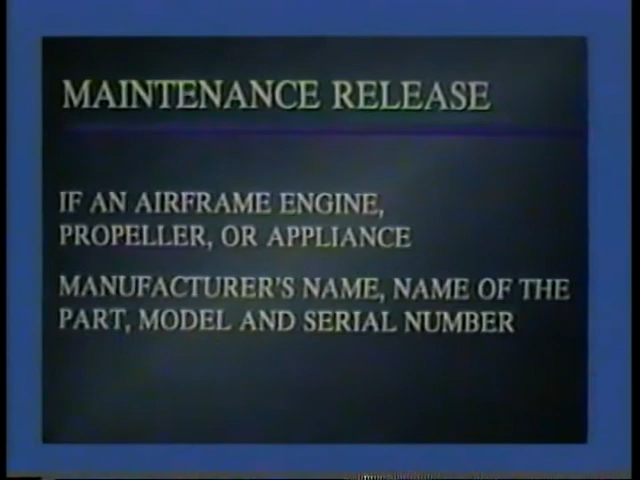 MAINTENANCE RELEASE
IF AN AIRFRAME ENGINE,
PROPELLER, OR APPLIANCE
MANUFACTURER'S NAME, NAME OF THE
PART, MODEL AND SERIAL NUMBER